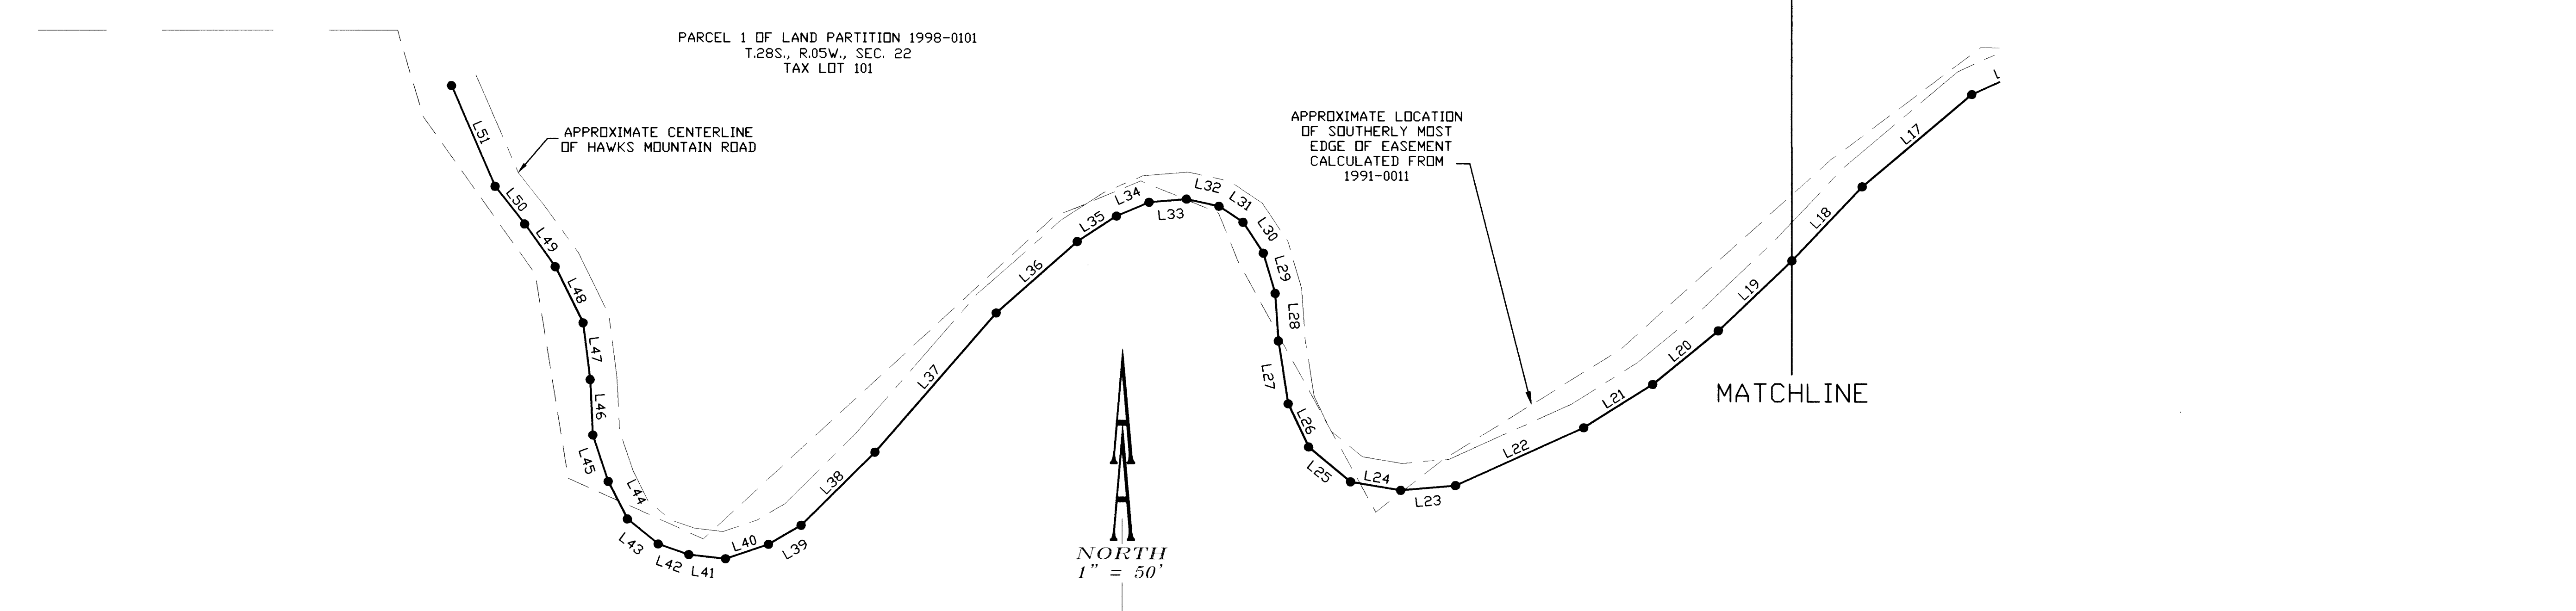 PARCEL 1 OF LAND PARTITION 1998-0101
T.28S., R.05W., SEC. 22
TAX LOT 101
APPROXIMATE CENTERLINE
OF HAWKS MOUNTAIN ROAD
APPROXIMATE LOCATION
OF SOUTHERLY MOST
EDGE OF EASEMENT
CALCULATED FROM
1991-0011
L51
L50
L49
L48
L47
L46
L45
L44
L43
L42
L41
L40
L39
L38
L37
L36
L35
L34
L33
L32
L31
L30
L29
L28
L27
L26
L25
L24
L23
L22
L21
L20
L19
L18
L17
MATCHLINE
NORTH
1" = 50'